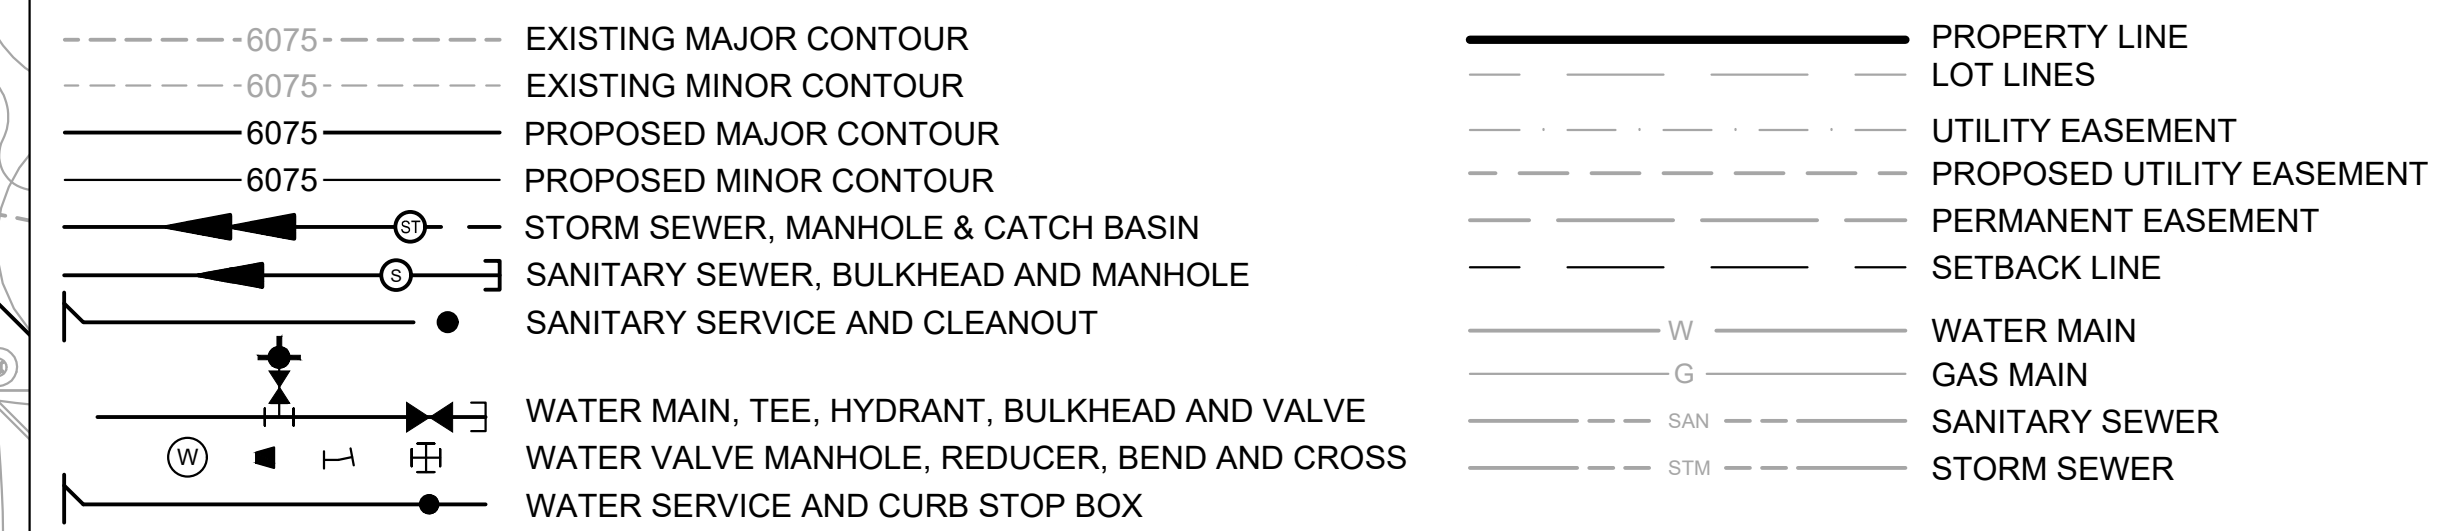 6075 EXISTING MAJOR CONTOUR
6075 EXISTING MINOR CONTOUR
6075 PROPOSED MAJOR CONTOUR
6075 PROPOSED MINOR CONTOUR
ST STORM SEWER, MANHOLE & CATCH BASIN
S SANITARY SEWER, BULKHEAD AND MANHOLE
SANITARY SERVICE AND CLEANOUT
WATER MAIN, TEE, HYDRANT, BULKHEAD AND VALVE
W WATER VALVE MANHOLE, REDUCER, BEND AND CROSS
WATER SERVICE AND CURB STOP BOX
PROPERTY LINE
LOT LINES
UTILITY EASEMENT
PROPOSED UTILITY EASEMENT
PERMANENT EASEMENT
SETBACK LINE
W WATER MAIN
G GAS MAIN
SAN SANITARY SEWER
STM STORM SEWER